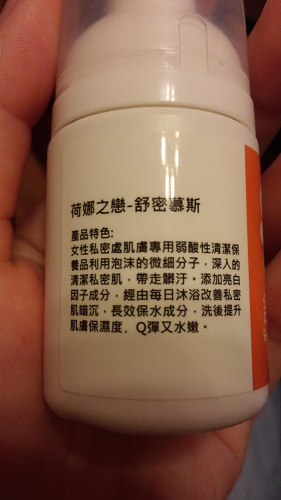 荷娜之戀-舒密慕斯
產品特色:
女性私密處肌膚專用弱酸性清潔保
養品利用泡沫的微細分子，深入的
清潔私密肌，帶走髒汙。添加亮白
因子成分，經由每日沐浴改善私密
肌暗沉，長效保水成分，洗後提升
肌膚保濕度，Q彈又水嫩。